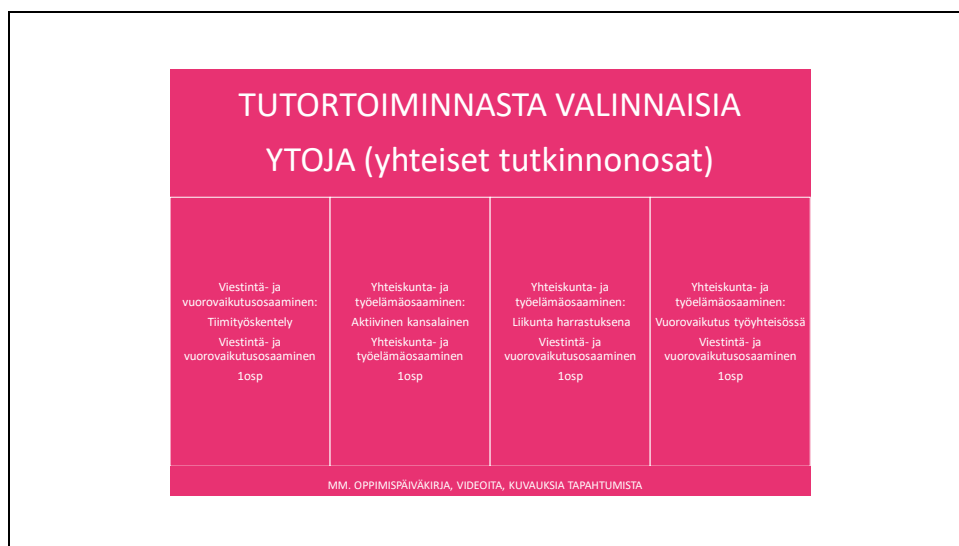 TUTORTOIMINNASTA VALINNAISIA
YTOJA (yhteiset tutkinnonosat)
Viestintä- ja
vuorovaikutusosaaminen:
Tiimityöskentely
Viestintä- ja
vuorovaikutusosaaminen
1osp
Yhteiskunta- ja
työelämäosaaminen:
Aktiivinen kansalainen
Yhteiskunta- ja
työelämäosaaminen
1osp
Yhteiskunta- ja
työelämäosaaminen:
Liikunta harrastuksena
Viestintä- ja
vuorovaikutusosaaminen
1osp
Yhteiskunta- ja
työelämäosaaminen:
Vuorovaikutus työyhteisössä
Viestintä- ja
vuorovaikutusosaaminen
1osp
MM. OPPIMISPÄIVÄKIRJA, VIDEOITA, KUVAUKSIA TAPAHTUMISTA